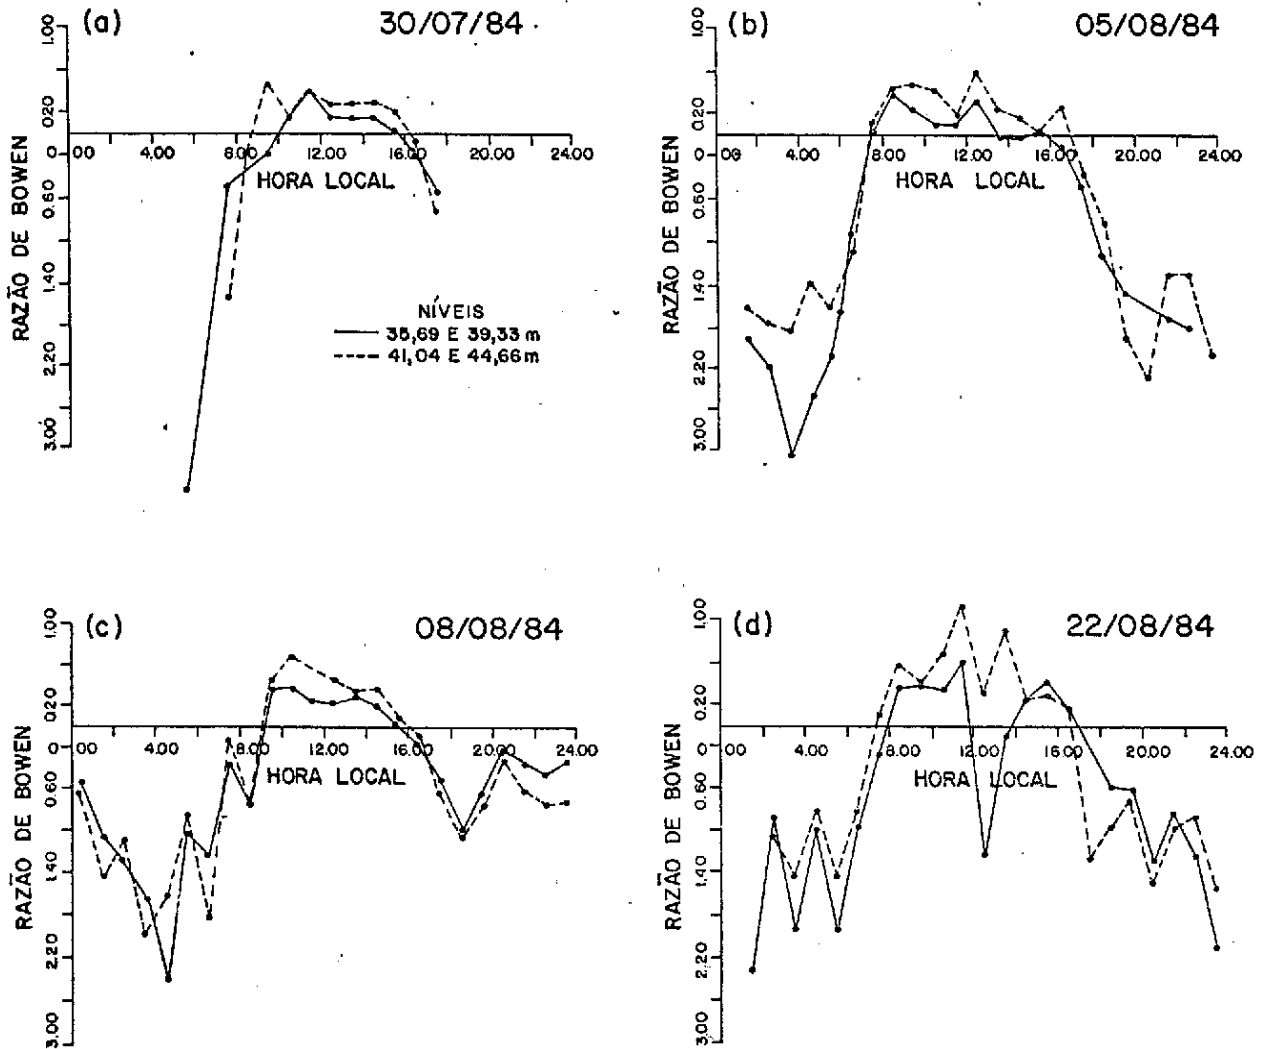 (a) 30/07/84
RAZÃO DE BOWEN
1.00
0.20
0
0.60
1.40
2.20
3.00
00 4.00 8.00 12.00 16.00 20.00 24.00
HORA LOCAL
NÍVEIS
35,69 E 39,33 m
41,04 E 44,66 m
(b) 05/08/84
RAZÃO DE BOWEN
1.00
0.20
0
0.60
1.40
2.20
3.00
00 4.00 8.00 12.00 16.00 20.00 24.00
HORA LOCAL
(c) 08/08/84
RAZÃO DE BOWEN
1.00
0.20
0
0.60
1.40
2.20
3.00
00 4.00 8.00 12.00 16.00 20.00 24.00
HORA LOCAL
(d) 22/08/84
RAZÃO DE BOWEN
1.00
0.20
0
0.60
1.40
2.20
3.00
00 4.00 8.00 12.00 16.00 20.00 24.00
HORA LOCAL